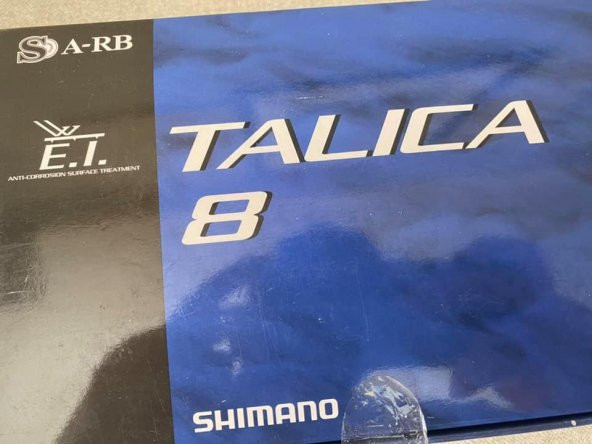 S A-RB
E.I.
ANTI-CORROSION SURFACE TREATMENT
TALICA
8
SHIMANO